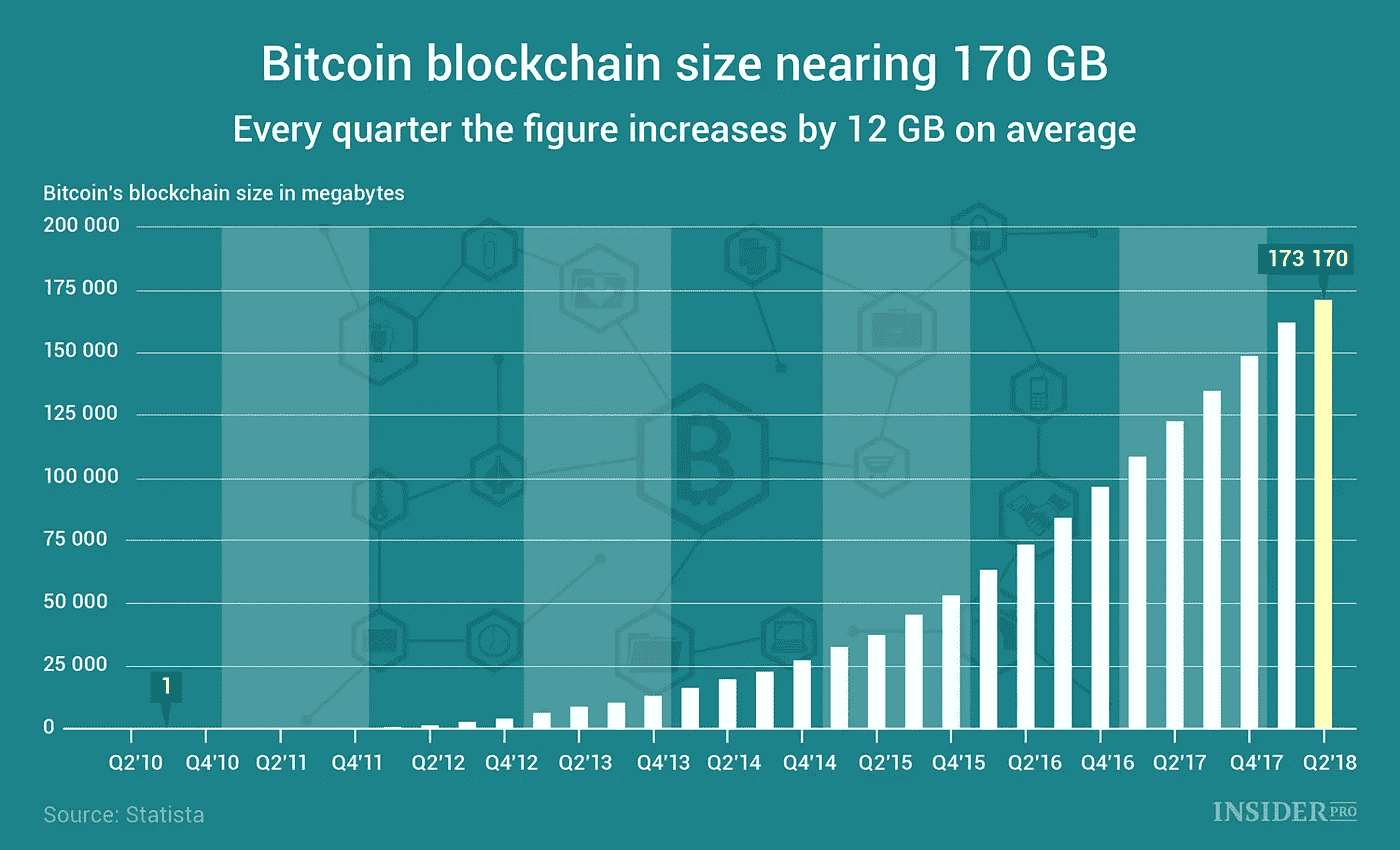 Bitcoin blockchain size nearing 170 GB
Every quarter the figure increases by 12 GB on average
Bitcoin's blockchain size in megabytes
200 000
173 170
175 000
150 000
125 000
100 000
75 000
50 000
25 000
1
0
Q2'10 Q4'10 Q2'11 Q4'11 Q2'12 Q4'12 Q2'13 Q4'13 Q2'14 Q4'14 Q2'15 Q4'15 Q2'16 Q4'16 Q2'17 Q4'17 Q2'18
Source: Statista
INSIDER PRO